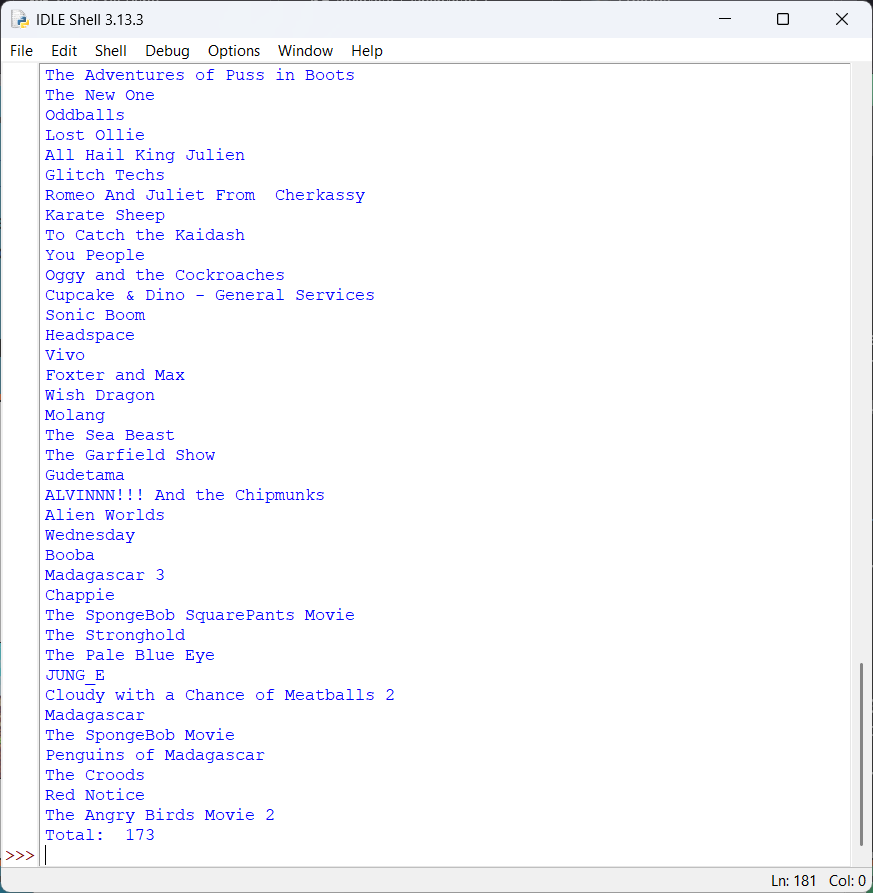 IDLE Shell 3.13.3
File Edit Shell Debug Options Window Help
The Adventures of Puss in Boots
The New One
Oddballs
Lost Ollie
All Hail King Julien
Glitch Techs
Romeo And Juliet From  Cherkassy
Karate Sheep
To Catch the Kaidash
You People
Oggy and the Cockroaches
Cupcake & Dino - General Services
Sonic Boom
Headspace
Vivo
Foxter and Max
Wish Dragon
Molang
The Sea Beast
The Garfield Show
Gudetama
ALVINNN!!! And the Chipmunks
Alien Worlds
Wednesday
Booba
Madagascar 3
Chappie
The SpongeBob SquarePants Movie
The Stronghold
The Pale Blue Eye
JUNG_E
Cloudy with a Chance of Meatballs 2
Madagascar
The SpongeBob Movie
Penguins of Madagascar
The Croods
Red Notice
The Angry Birds Movie 2
Total:  173
>>>
Ln: 181 Col: 0